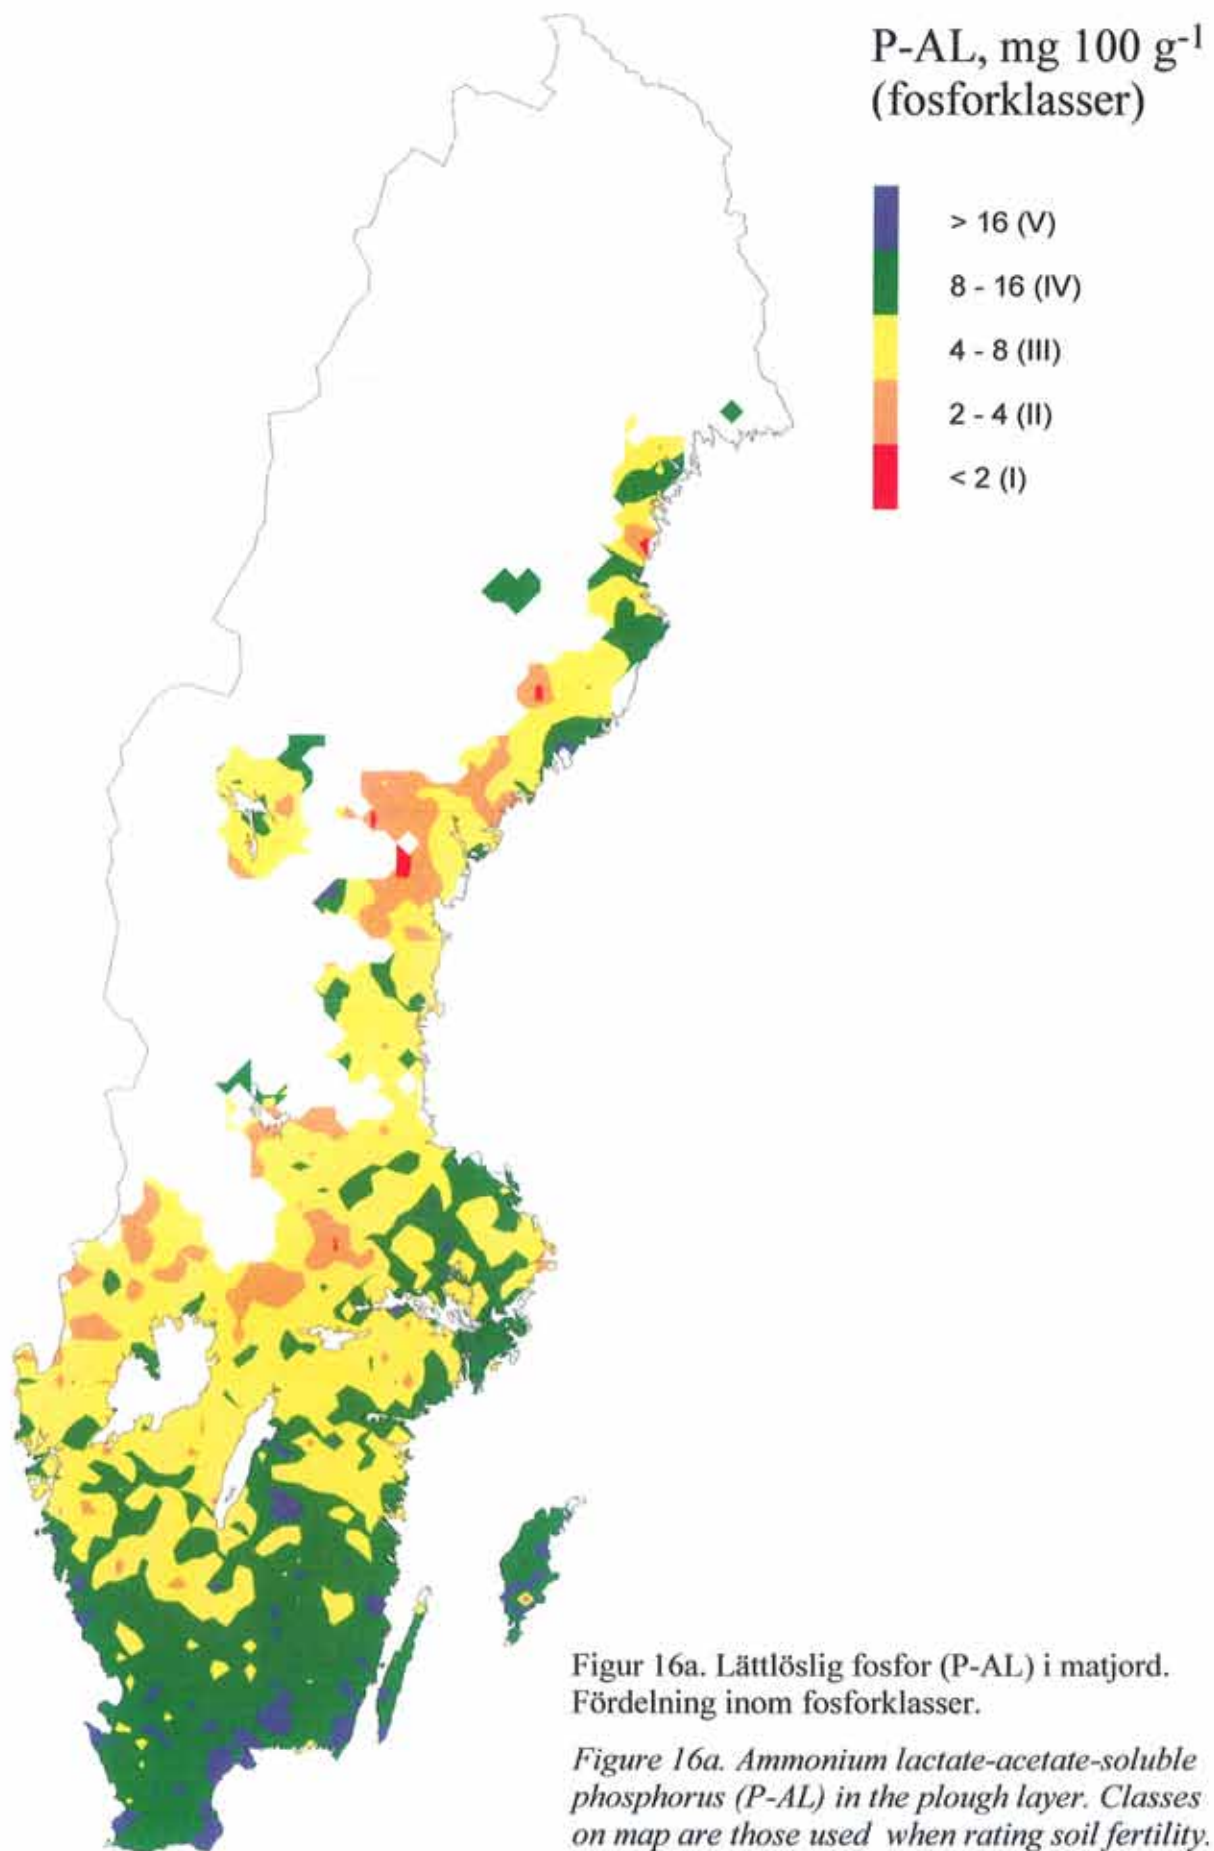 P-AL, mg 100 g-1
(fosforklasser)
> 16 (V)
8 - 16 (IV)
4 - 8 (III)
2 - 4 (II)
< 2 (I)
Figur 16a. Lättlöslig fosfor (P-AL) i matjord.
Fördelning inom fosforklasser.
Figure 16a. Ammonium lactate-acetate-soluble
phosphorus (P-AL) in the plough layer. Classes
on map are those used when rating soil fertility.